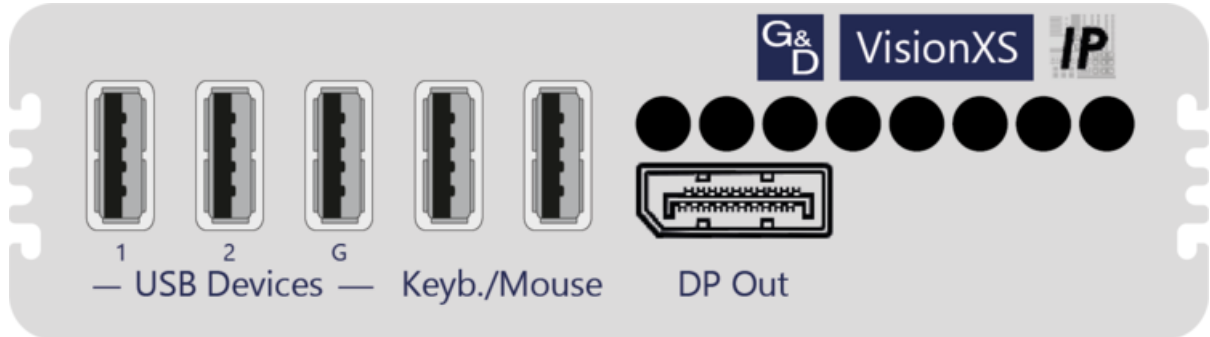 G&D VisionXS IP
1 2 G
— USB Devices — Keyb./Mouse DP Out